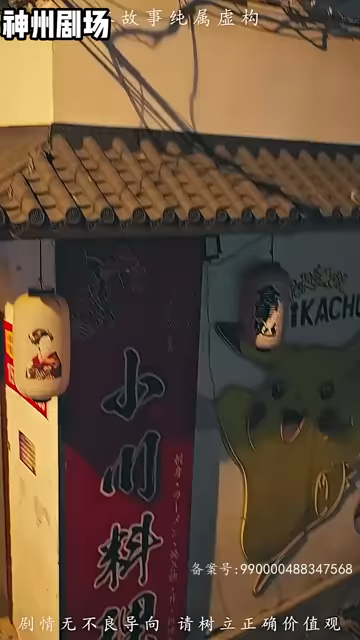 神州剧场
故事纯属虚构
小川料理
POKéMON
IKACHU
备案号:990000488347568
剧情无不良导向 请树立正确价值观